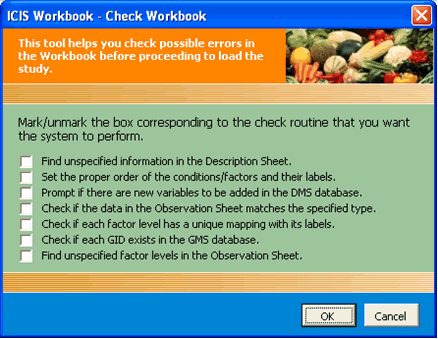 ICIS Workbook - Check Workbook
This tool helps you check possible errors in
the Workbook before proceeding to load the
study.
Mark/unmark the box corresponding to the check routine that you want
the system to perform.
Find unspecified information in the Description Sheet.
Set the proper order of the conditions/factors and their labels.
Prompt if there are new variables to be added in the DMS database.
Check if the data in the Observation Sheet matches the specified type.
Check if each factor level has a unique mapping with its labels.
Check if each GID exists in the GMS database.
Find unspecified factor levels in the Observation Sheet.
OK
Cancel